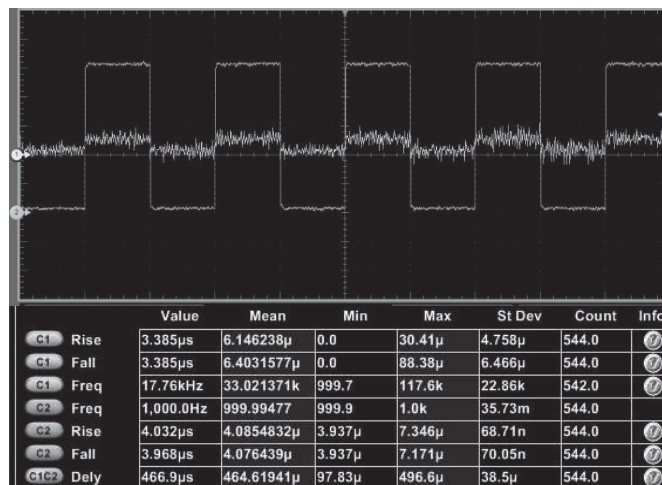 1
2
Value Mean Min Max St Dev Count Info
C1 Rise 3.385µs 6.146238µ 0.0 30.41µ 4.758µ 544.0
C1 Fall 3.385µs 6.4031577µ 0.0 88.38µ 6.466µ 544.0
C1 Freq 17.76kHz 33.021371k 999.7 117.6k 22.86k 542.0
C2 Freq 1,000.0Hz 999.99477 999.9 1.0k 35.73m 544.0
C2 Rise 4.032µs 4.0854832µ 3.937µ 7.346µ 68.71n 544.0
C2 Fall 3.968µs 4.076439µ 3.937µ 7.171µ 70.05n 544.0
C1C2 Dely 466.9µs 464.61941µ 97.83µ 496.6µ 38.5µ 544.0